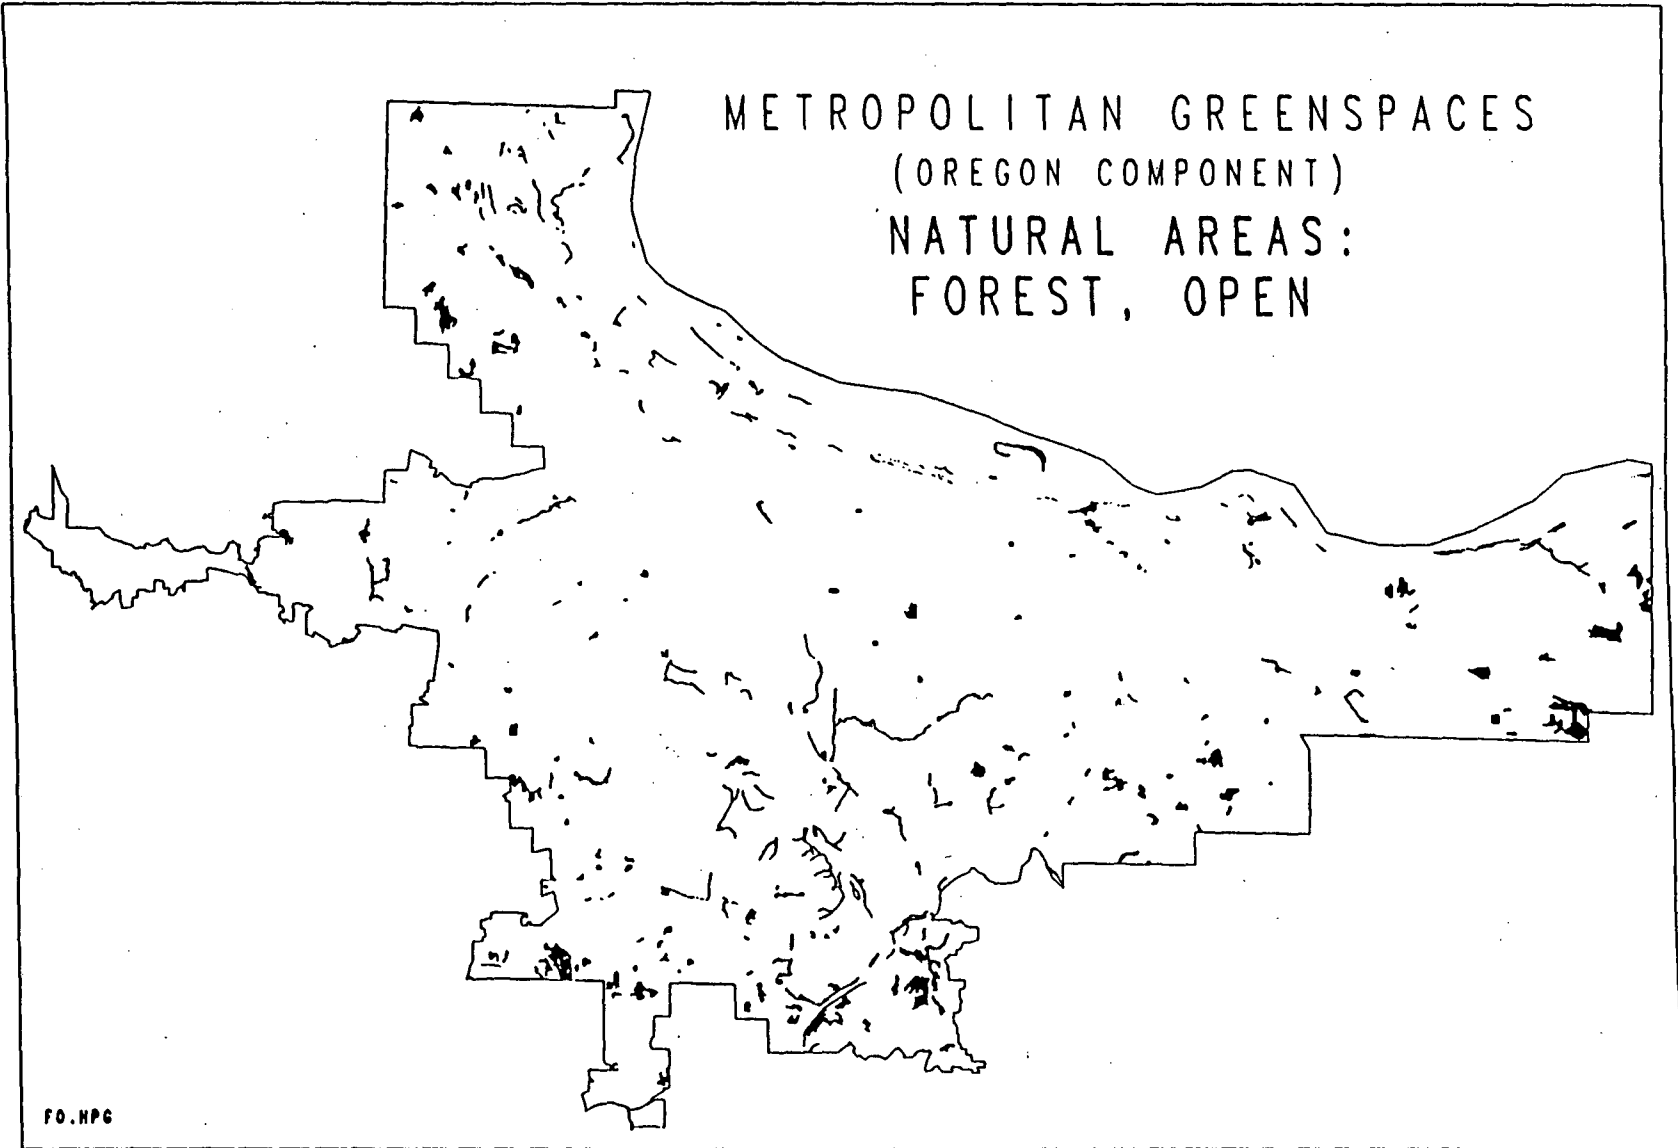 METROPOLITAN GREENSPACES
(OREGON COMPONENT)
NATURAL AREAS:
FOREST, OPEN
FO.HPG